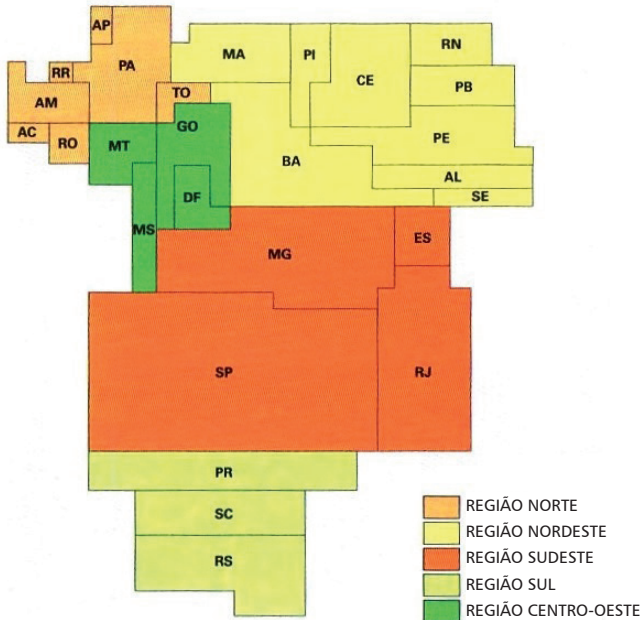 AP
PA
MA
PI
CE
RN
RR
PB
AM
TO
AC
RO
MT
GO
PE
BA
AL
DF
SE
MS
MG
ES
SP
RJ
PR
SC
RS
REGIÃO NORTE
REGIÃO NORDESTE
REGIÃO SUDESTE
REGIÃO SUL
REGIÃO CENTRO-OESTE